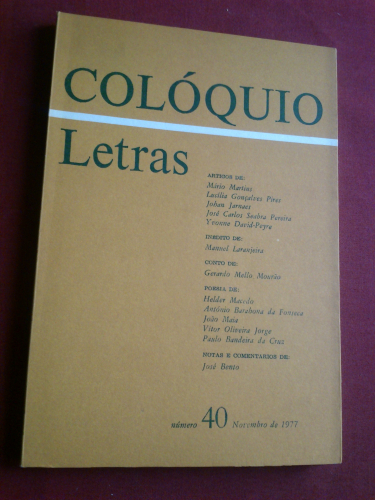 COLÓQUIO
Letras
ARTIGOS DE:
Mário Martins
Lucília Gonçalves Pires
Johan Jarnaes
José Carlos Seabra Pereira
Yvonne David-Peyre
INÉDITO DE:
Manuel Laranjeira
CONTO DE:
Gerardo Mello Mourão
POESIA DE:
Helder Macedo
António Barahona da Fonseca
João Maia
Vítor Oliveira Jorge
Paulo Bandeira da Cruz
NOTAS E COMENTÁRIOS DE:
José Bento
número 40 Novembro de 1977